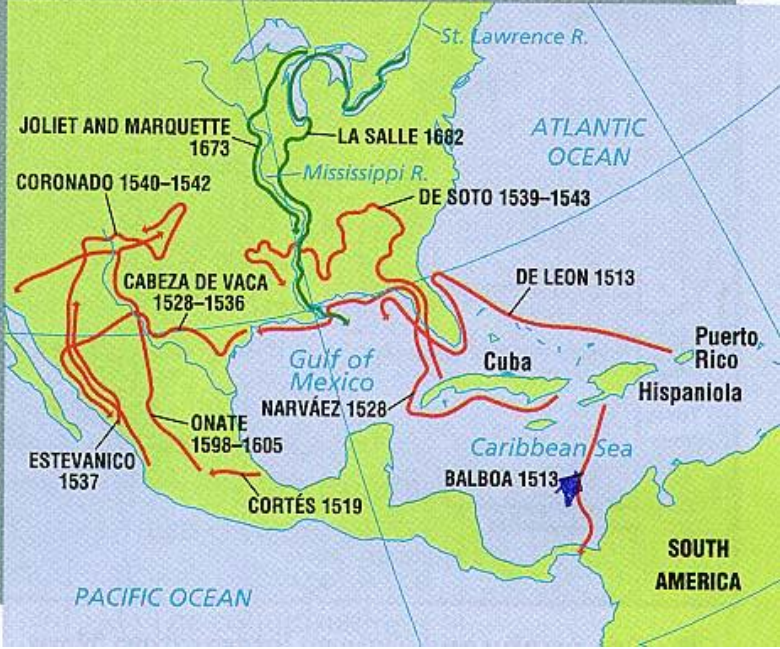 St. Lawrence R.
JOLIET AND MARQUETTE
1673
LA SALLE 1682
ATLANTIC
OCEAN
Mississippi R.
CORONADO 1540–1542
DE SOTO 1539–1543
CABEZA DE VACA
1528–1536
DE LEON 1513
Puerto
Rico
Gulf of
Mexico
Cuba
Hispaniola
NARVÁEZ 1528
ONATE
1598–1605
Caribbean Sea
ESTEVANICO
1537
BALBOA 1513
CORTÉS 1519
SOUTH
AMERICA
PACIFIC OCEAN